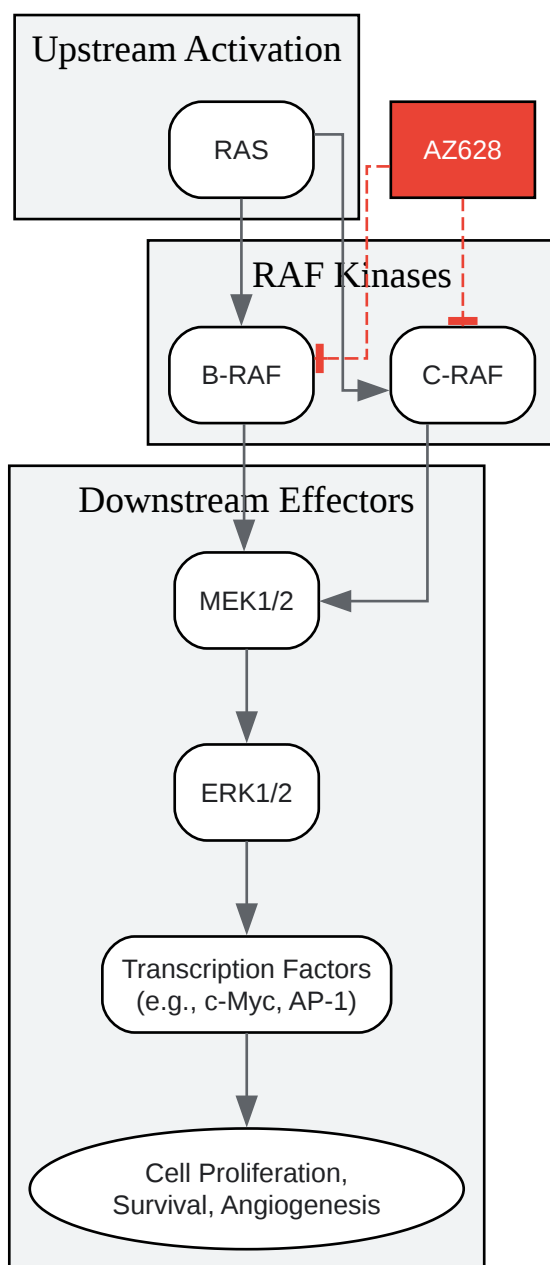 Upstream Activation
RAS
AZ628
RAF Kinases
B-RAF
C-RAF
Downstream Effectors
MEK1/2
ERK1/2
Transcription Factors
(e.g., c-Myc, AP-1)
Cell Proliferation,
Survival, Angiogenesis